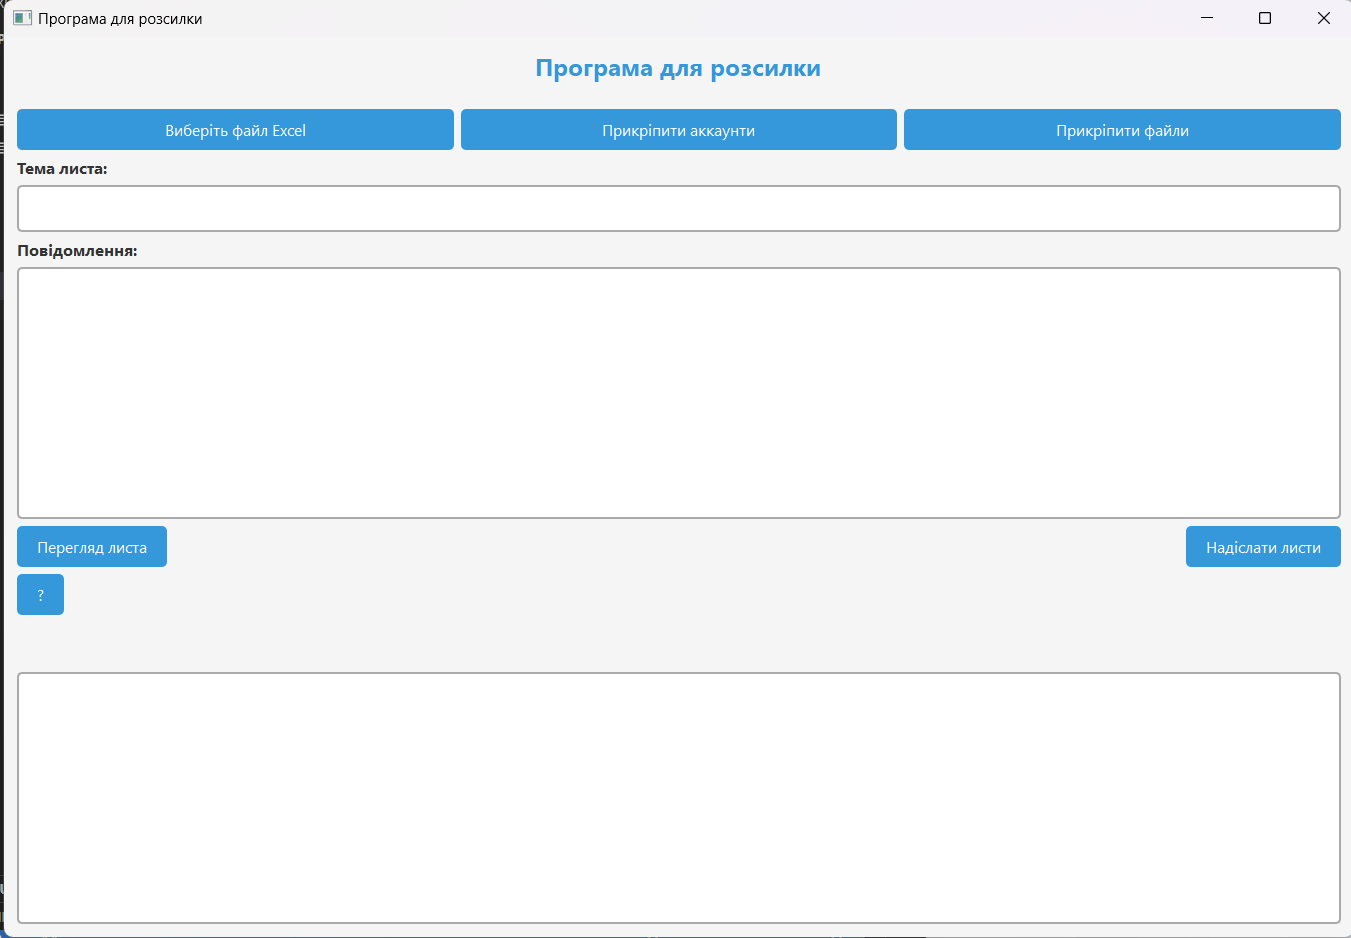 Програма для розсилки
Програма для розсилки
Виберіть файл Excel
Прикріпити аккаунти
Прикріпити файли
Тема листа:
Повідомлення:
Перегляд листа
Надіслати листи
?